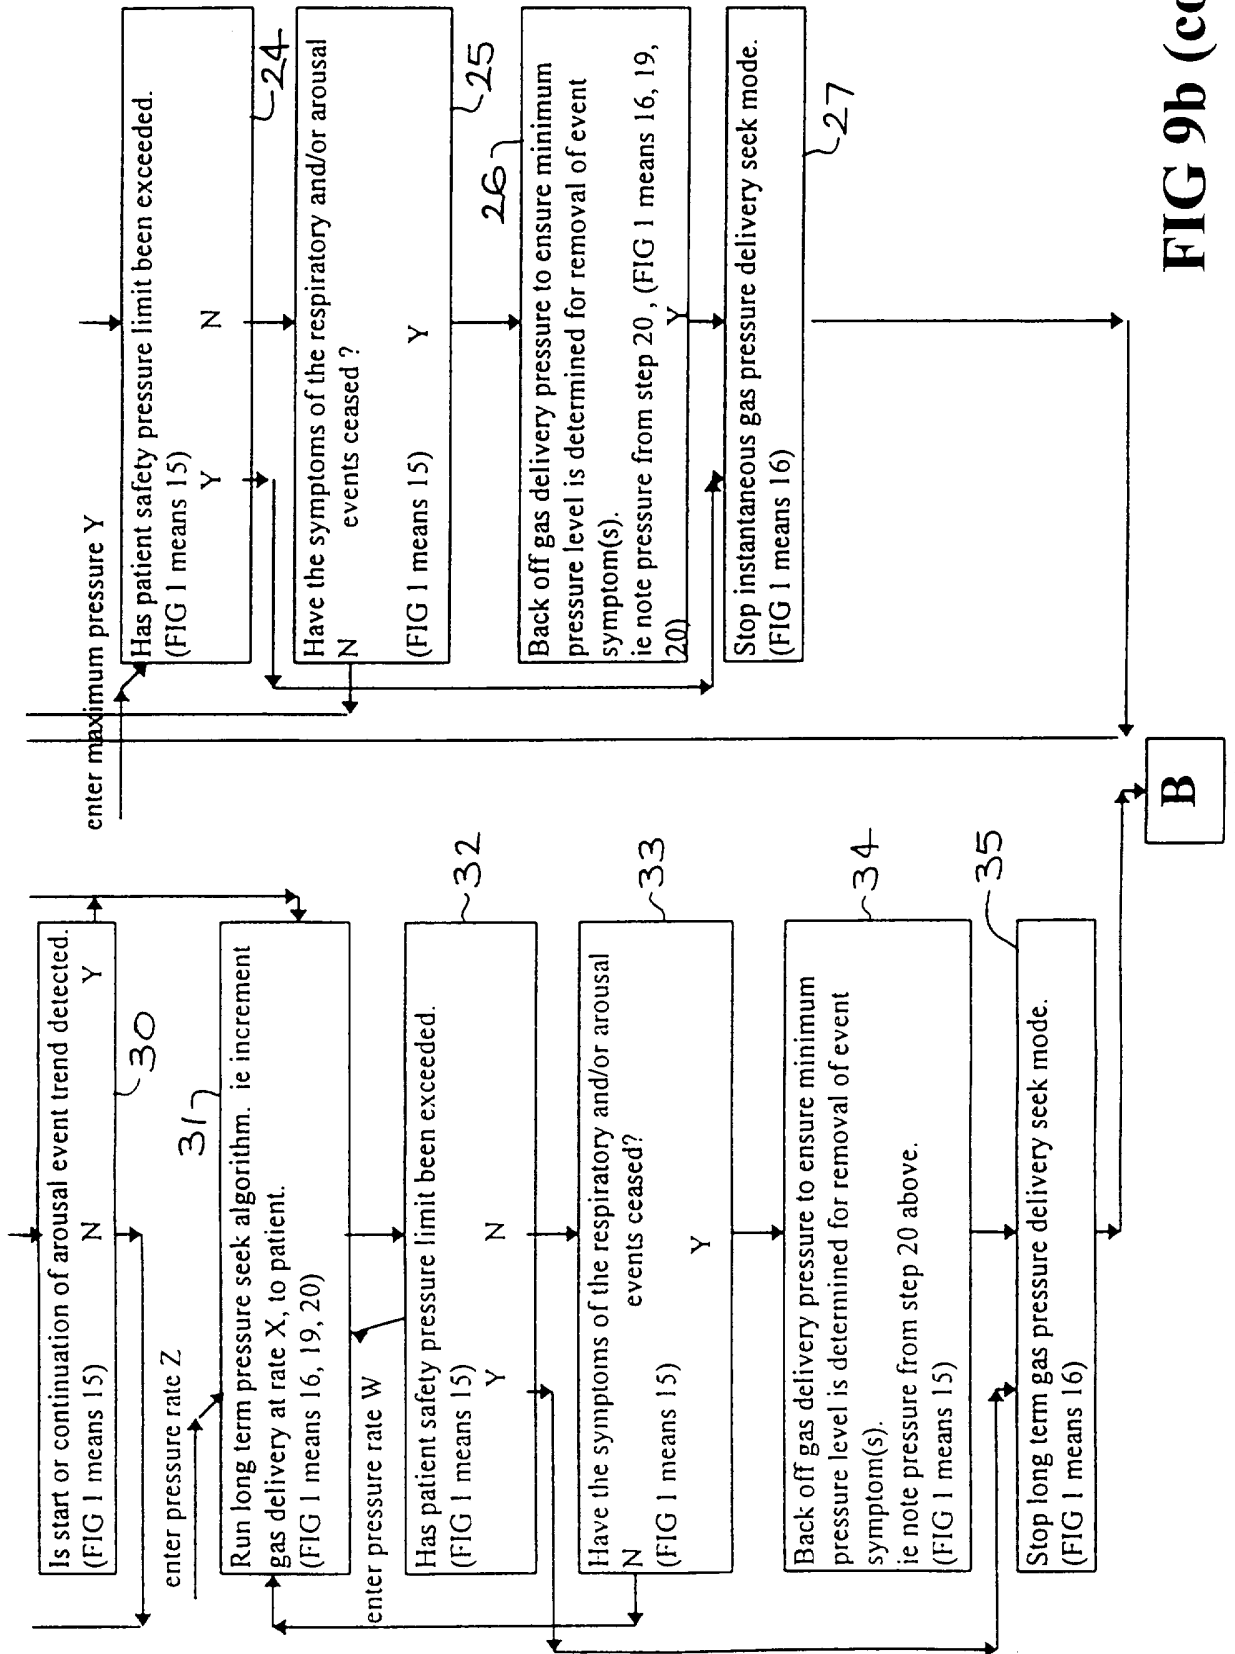 Is start or continuation of arousal event trend detected.
(FIG 1 means 15)
N
Y
30
enter pressure rate Z
31
Run long term pressure seek algorithm. ie increment
gas delivery at rate X, to patient.
(FIG 1 means 16, 19, 20)
enter pressure rate W
32
Has patient safety pressure limit been exceeded.
(FIG 1 means 15)
Y
N
33
Have the symptoms of the respiratory and/or arousal
N
events ceased?
(FIG 1 means 15)
Y
34
Back off gas delivery pressure to ensure minimum
pressure level is determined for removal of event
symptom(s).
ie note pressure from step 20 above.
(FIG 1 means 15)
35
Stop long term gas pressure delivery seek mode.
(FIG 1 means 16)
enter maximum pressure Y
Has patient safety pressure limit been exceeded.
(FIG 1 means 15)
Y
N
24
Have the symptoms of the respiratory and/or arousal
N
events ceased ?
(FIG 1 means 15)
Y
25
26
Back off gas delivery pressure to ensure minimum
pressure level is determined for removal of event
symptom(s).
ie note pressure from step 20 , (FIG 1 means 16, 19,
20)
Y
Stop instantaneous gas pressure delivery seek mode.
(FIG 1 means 16)
27
B
FIG 9b (co